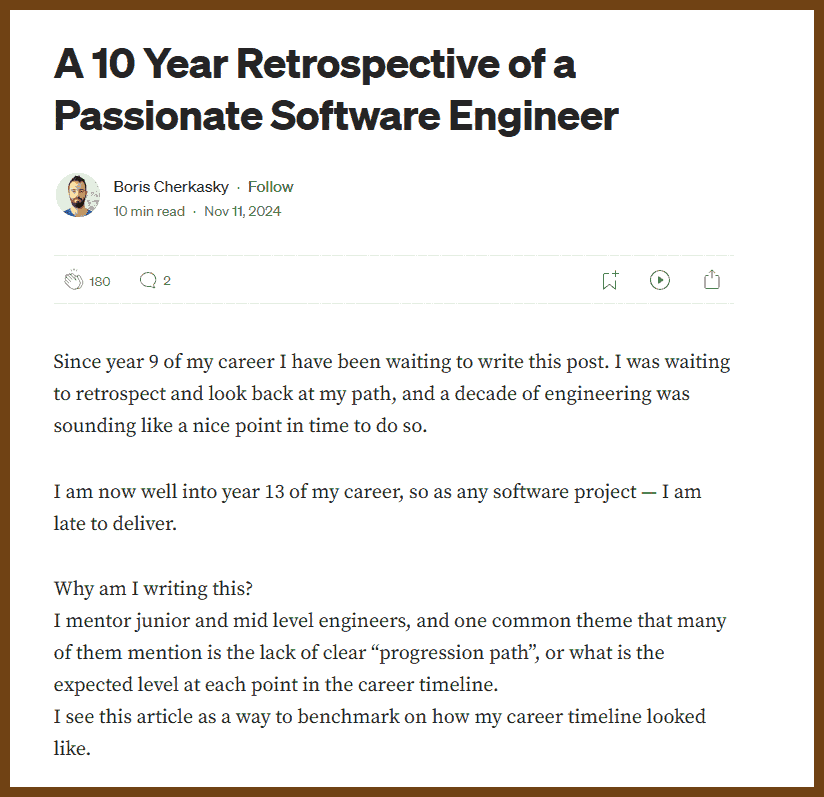 A 10 Year Retrospective of a
Passionate Software Engineer
Boris Cherkasky · Follow
10 min read · Nov 11, 2024
180 2
Since year 9 of my career I have been waiting to write this post. I was waiting
to retrospect and look back at my path, and a decade of engineering was
sounding like a nice point in time to do so.
I am now well into year 13 of my career, so as any software project — I am
late to deliver.
Why am I writing this?
I mentor junior and mid level engineers, and one common theme that many
of them mention is the lack of clear “progression path”, or what is the
expected level at each point in the career timeline.
I see this article as a way to benchmark on how my career timeline looked
like.